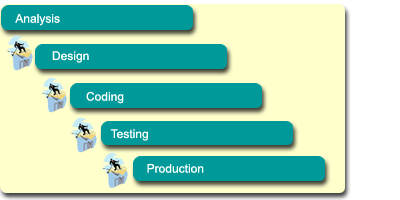 Analysis
Design
Coding
Testing
Production